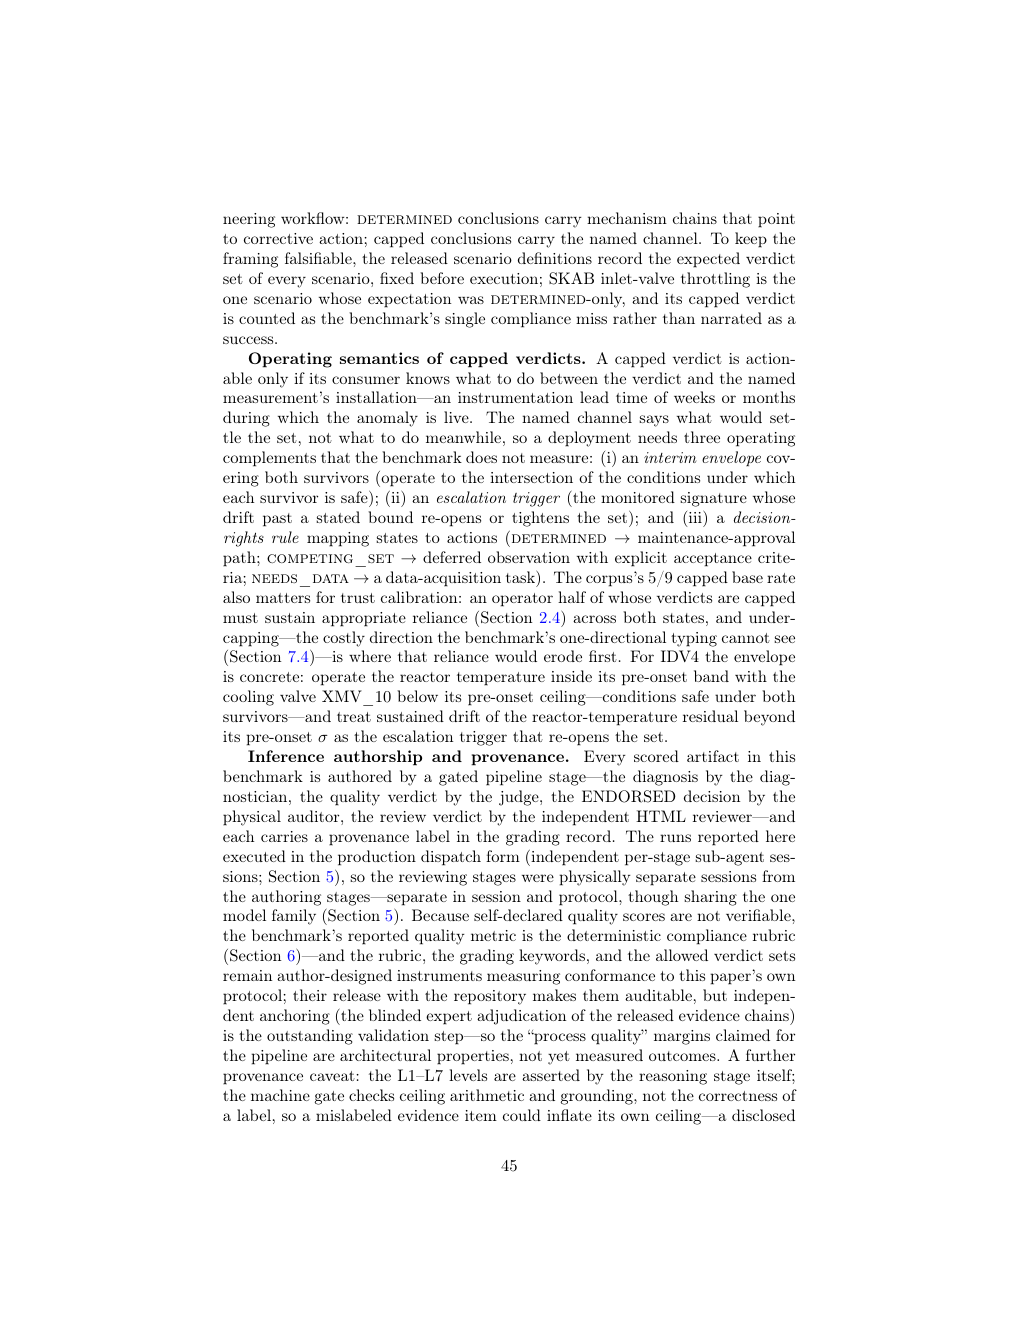 neering workflow: DETERMINED conclusions carry mechanism chains that point
to corrective action; capped conclusions carry the named channel. To keep the
framing falsifiable, the released scenario definitions record the expected verdict
set of every scenario, fixed before execution; SKAB inlet-valve throttling is the
one scenario whose expectation was DETERMINED-only, and its capped verdict
is counted as the benchmark's single compliance miss rather than narrated as a
success.
Operating semantics of capped verdicts. A capped verdict is action-
able only if its consumer knows what to do between the verdict and the named
measurement's installation—an instrumentation lead time of weeks or months
during which the anomaly is live. The named channel says what would set-
tle the set, not what to do meanwhile, so a deployment needs three operating
complements that the benchmark does not measure: (i) an interim envelope cov-
ering both survivors (operate to the intersection of the conditions under which
each survivor is safe); (ii) an escalation trigger (the monitored signature whose
drift past a stated bound re-opens or tightens the set); and (iii) a decision-
rights rule mapping states to actions (DETERMINED → maintenance-approval
path; COMPETING_SET → deferred observation with explicit acceptance crite-
ria; NEEDS_DATA → a data-acquisition task). The corpus's 5/9 capped base rate
also matters for trust calibration: an operator half of whose verdicts are capped
must sustain appropriate reliance (Section 2.4) across both states, and under-
capping—the costly direction the benchmark's one-directional typing cannot see
(Section 7.4)—is where that reliance would erode first. For IDV4 the envelope
is concrete: operate the reactor temperature inside its pre-onset band with the
cooling valve XMV_10 below its pre-onset ceiling—conditions safe under both
survivors—and treat sustained drift of the reactor-temperature residual beyond
its pre-onset σ as the escalation trigger that re-opens the set.
Inference authorship and provenance. Every scored artifact in this
benchmark is authored by a gated pipeline stage—the diagnosis by the diag-
nostician, the quality verdict by the judge, the ENDORSED decision by the
physical auditor, the review verdict by the independent HTML reviewer—and
each carries a provenance label in the grading record. The runs reported here
executed in the production dispatch form (independent per-stage sub-agent ses-
sions; Section 5), so the reviewing stages were physically separate sessions from
the authoring stages—separate in session and protocol, though sharing the one
model family (Section 5). Because self-declared quality scores are not verifiable,
the benchmark's reported quality metric is the deterministic compliance rubric
(Section 6)—and the rubric, the grading keywords, and the allowed verdict sets
remain author-designed instruments measuring conformance to this paper's own
protocol; their release with the repository makes them auditable, but indepen-
dent anchoring (the blinded expert adjudication of the released evidence chains)
is the outstanding validation step—so the “process quality” margins claimed for
the pipeline are architectural properties, not yet measured outcomes. A further
provenance caveat: the L1–L7 levels are asserted by the reasoning stage itself;
the machine gate checks ceiling arithmetic and grounding, not the correctness of
a label, so a mislabeled evidence item could inflate its own ceiling—a disclosed
45